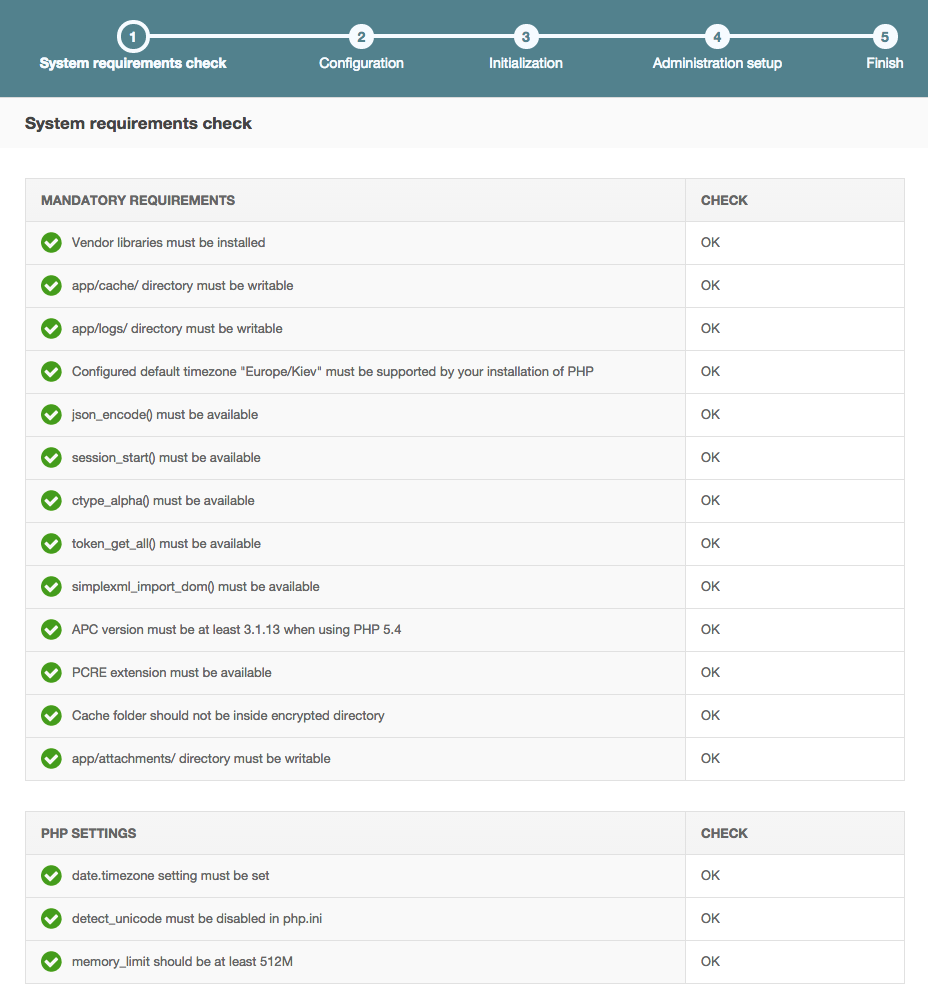 1 2 3 4 5
System requirements check Configuration Initialization Administration setup Finish
System requirements check
MANDATORY REQUIREMENTS CHECK
Vendor libraries must be installed OK
app/cache/ directory must be writable OK
app/logs/ directory must be writable OK
Configured default timezone "Europe/Kiev" must be supported by your installation of PHP OK
json_encode() must be available OK
session_start() must be available OK
ctype_alpha() must be available OK
token_get_all() must be available OK
simplexml_import_dom() must be available OK
APC version must be at least 3.1.13 when using PHP 5.4 OK
PCRE extension must be available OK
Cache folder should not be inside encrypted directory OK
app/attachments/ directory must be writable OK
PHP SETTINGS CHECK
date.timezone setting must be set OK
detect_unicode must be disabled in php.ini OK
memory_limit should be at least 512M OK